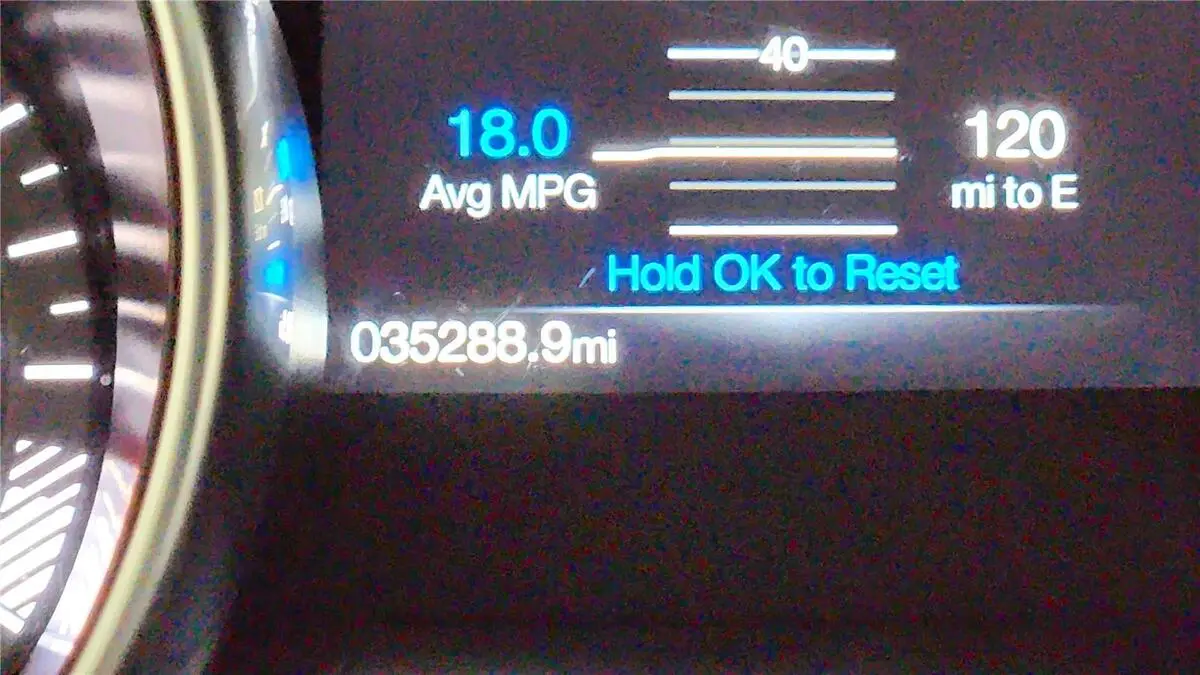 40
18.0
Avg MPG
120
mi to E
Hold OK to Reset
035288.9mi